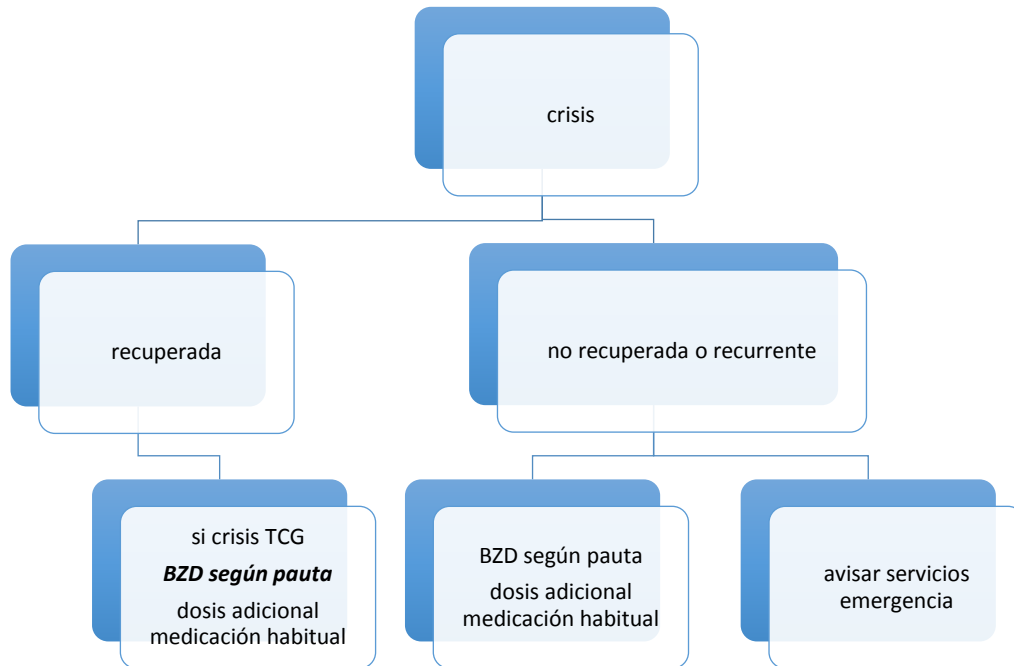 crisis
recuperada
no recuperada o recurrente
si crisis TCG
BZD según pauta
dosis adicional
medicación habitual
BZD según pauta
dosis adicional
medicación habitual
avisar servicios
emergencia